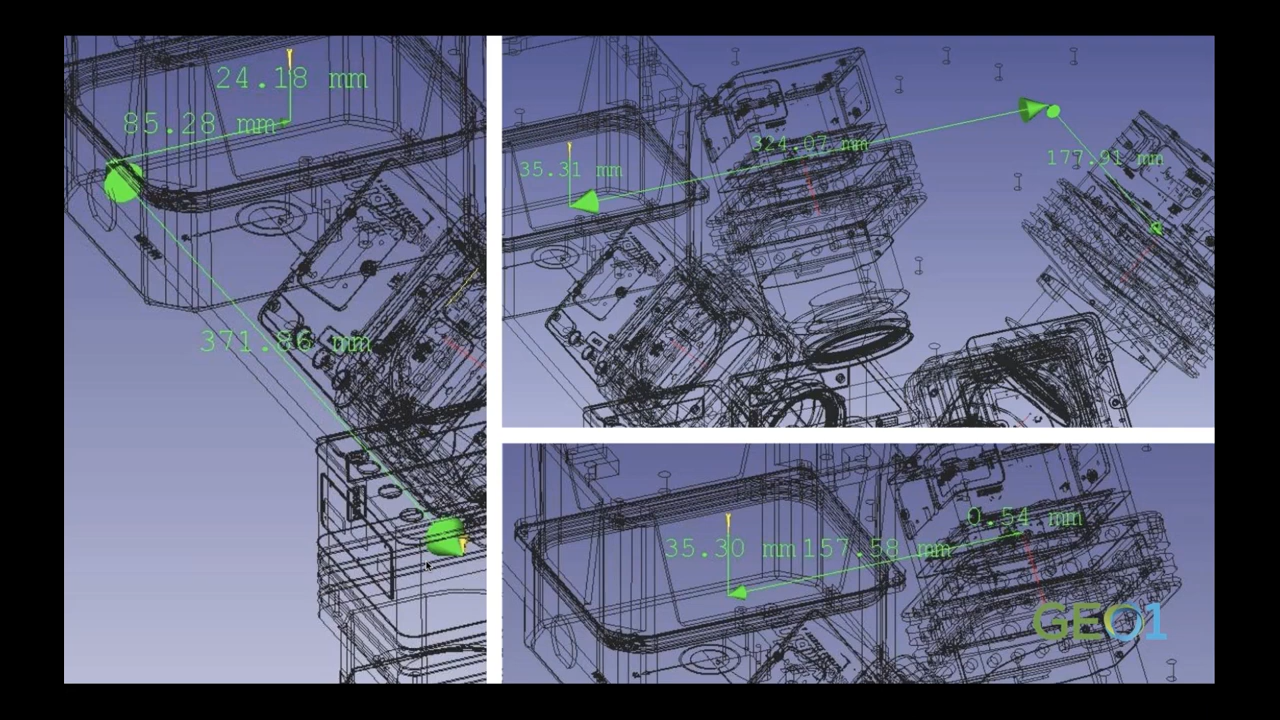 24.18 mm
85.28 mm
371.86 mm
324.07 mm
35.31 mm
177.91 mm
0.54 mm
35.30 mm
157.58 mm
GEO1